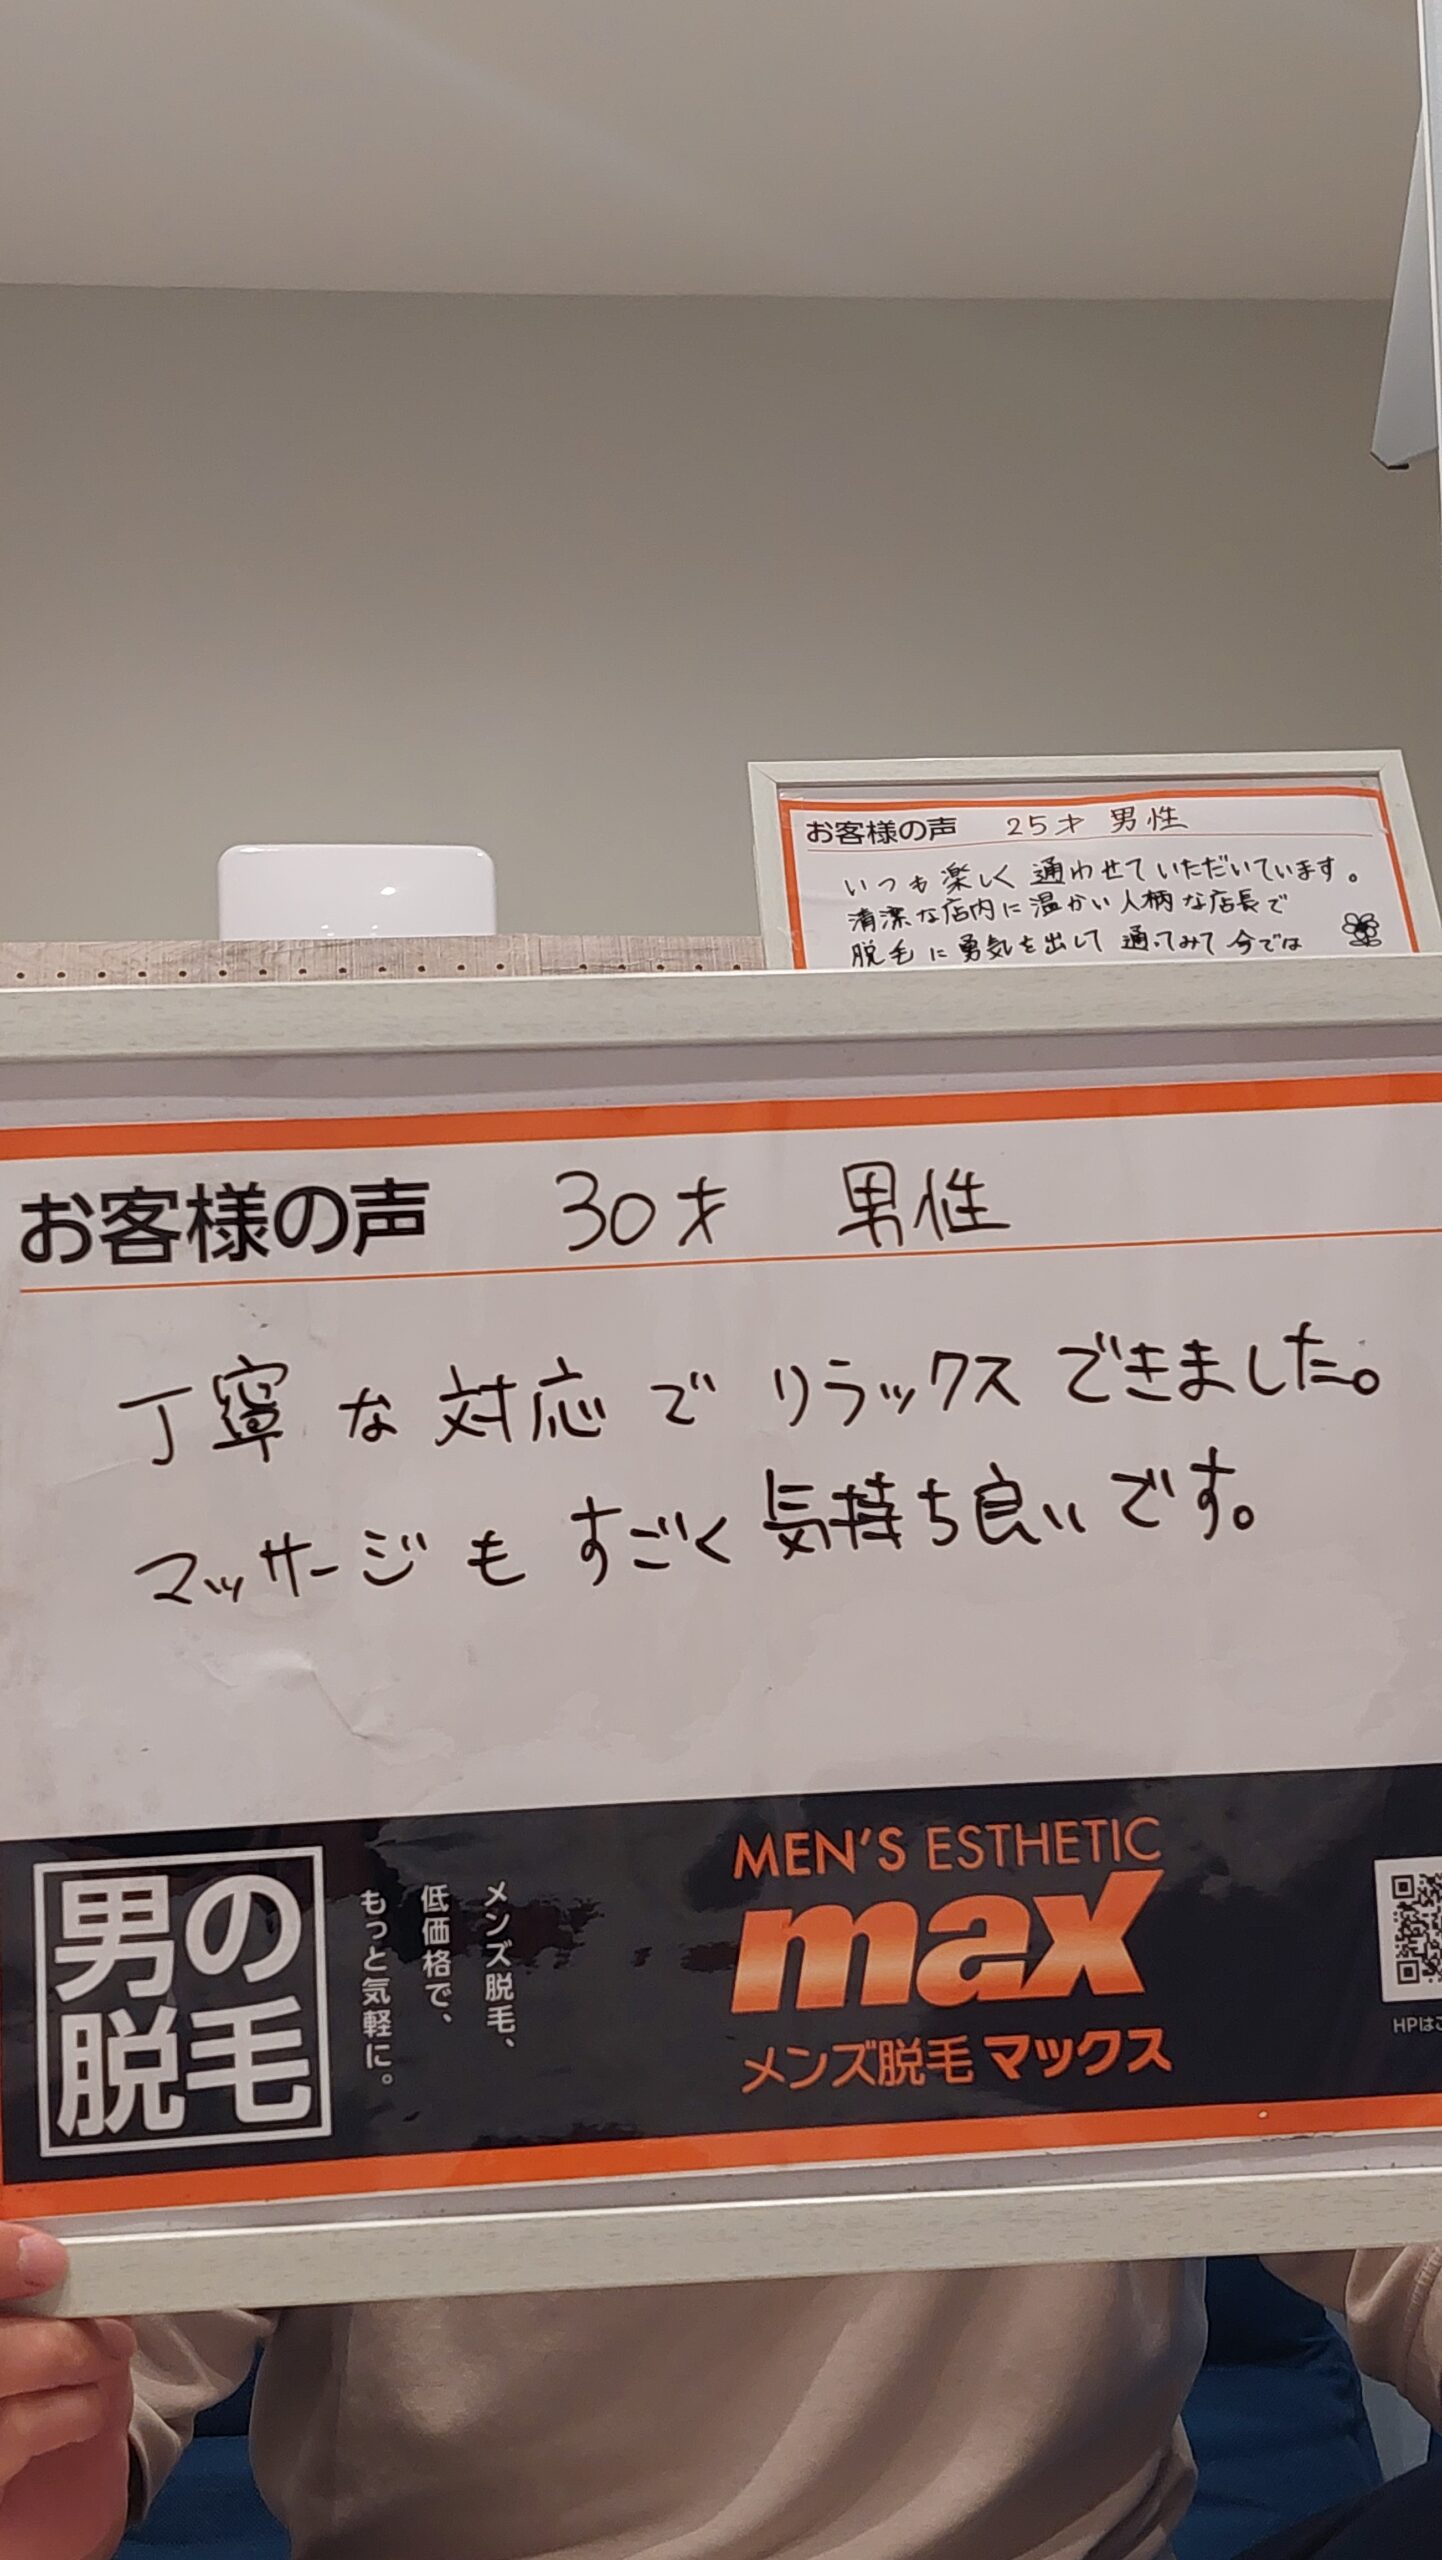 お客様の声 25才 男性
いつも楽しく通わせていただいています。
清潔な店内に温かい人柄な店長で
脱毛に勇気を出して通ってみて今では
お客様の声 30才 男性
丁寧な対応でリラックスできました。
マッサージもすごく気持ち良いです。
男の
脱毛
メンズ脱毛、
低価格で、
もっと気軽に。
MEN'S ESTHETIC
max
メンズ脱毛 マックス
HPは